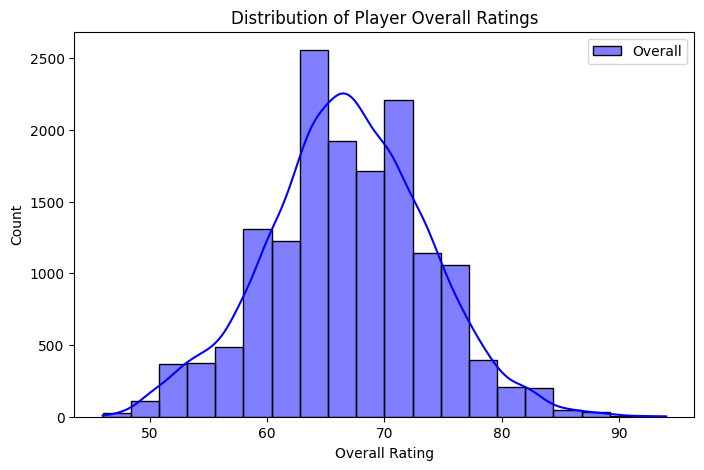 Distribution of Player Overall Ratings
Overall
2500
2000
1500
1000
500
0
Count
50 60 70 80 90
Overall Rating